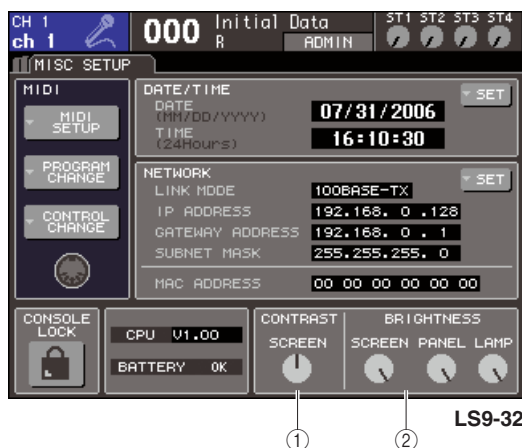 CH 1
ch 1
000
Initial Data
R
ADMIN
ST1 ST2 ST3 ST4
MISC SETUP
MIDI
MIDI
SETUP
PROGRAM
CHANGE
CONTROL
CHANGE
DATE/TIME
SET
DATE
(MM/DD/YYYY)
07/31/2006
TIME
(24Hours)
16:10:30
NETWORK
SET
LINK MODE
100BASE-TX
IP ADDRESS
192.168. 0 .128
GATEWAY ADDRESS
192.168. 0 . 1
SUBNET MASK
255.255.255. 0
MAC ADDRESS
00 00 00 00 00 00
CONSOLE
LOCK
CPU V1.00
BATTERY OK
CONTRAST
SCREEN
BRIGHTNESS
SCREEN PANEL LAMP
LS9-32
① ②